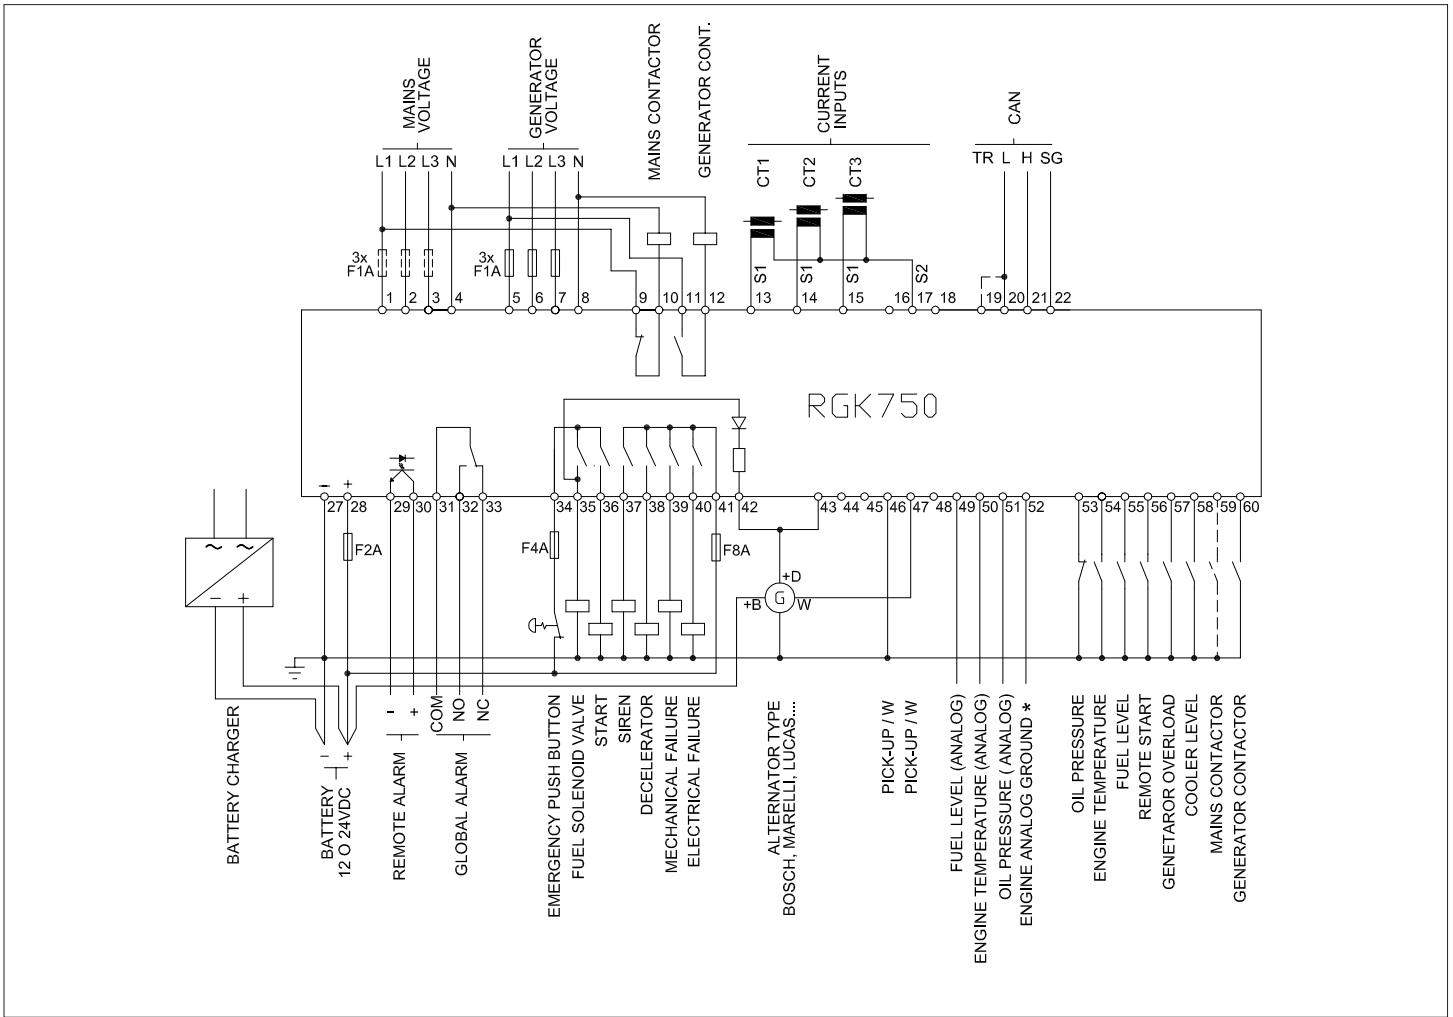 MAINS
VOLTAGE
GENERATOR
VOLTAGE
MAINS CONTACTOR
GENERATOR CONT.
CURRENT
INPUTS
CAN
L1 L2 L3 N
L1 L2 L3 N
CT1
CT2
CT3
TR L H SG
3x
F1A
3x
F1A
S1
S1
S1
S2
1 2 3 4 5 6 7 8 9 10 11 12 13 14 15 16 17 18 19 20 21 22
RGK750
- +
27 28 29 30 31 32 33 34 35 36 37 38 39 40 41 42 43 44 45 46 47 48 49 50 51 52 53 54 55 56 57 58 59 60
~ ~
- +
F2A
F4A
F8A
+D
+B
G
W
BATTERY CHARGER
- +
BATTERY
12 O 24VDC
- +
REMOTE ALARM
COM
NO
NC
GLOBAL ALARM
EMERGENCY PUSH BUTTON
FUEL SOLENOID VALVE
START
SIREN
DECELERATOR
MECHANICAL FAILURE
ELECTRICAL FAILURE
ALTERNATOR TYPE
BOSCH, MARELLI, LUCAS....
PICK-UP / W
PICK-UP / W
FUEL LEVEL (ANALOG)
ENGINE TEMPERATURE (ANALOG)
OIL PRESSURE ( ANALOG)
ENGINE ANALOG GROUND *
OIL PRESSURE
ENGINE TEMPERATURE
FUEL LEVEL
REMOTE START
GENETAROR OVERLOAD
COOLER LEVEL
MAINS CONTACTOR
GENERATOR CONTACTOR